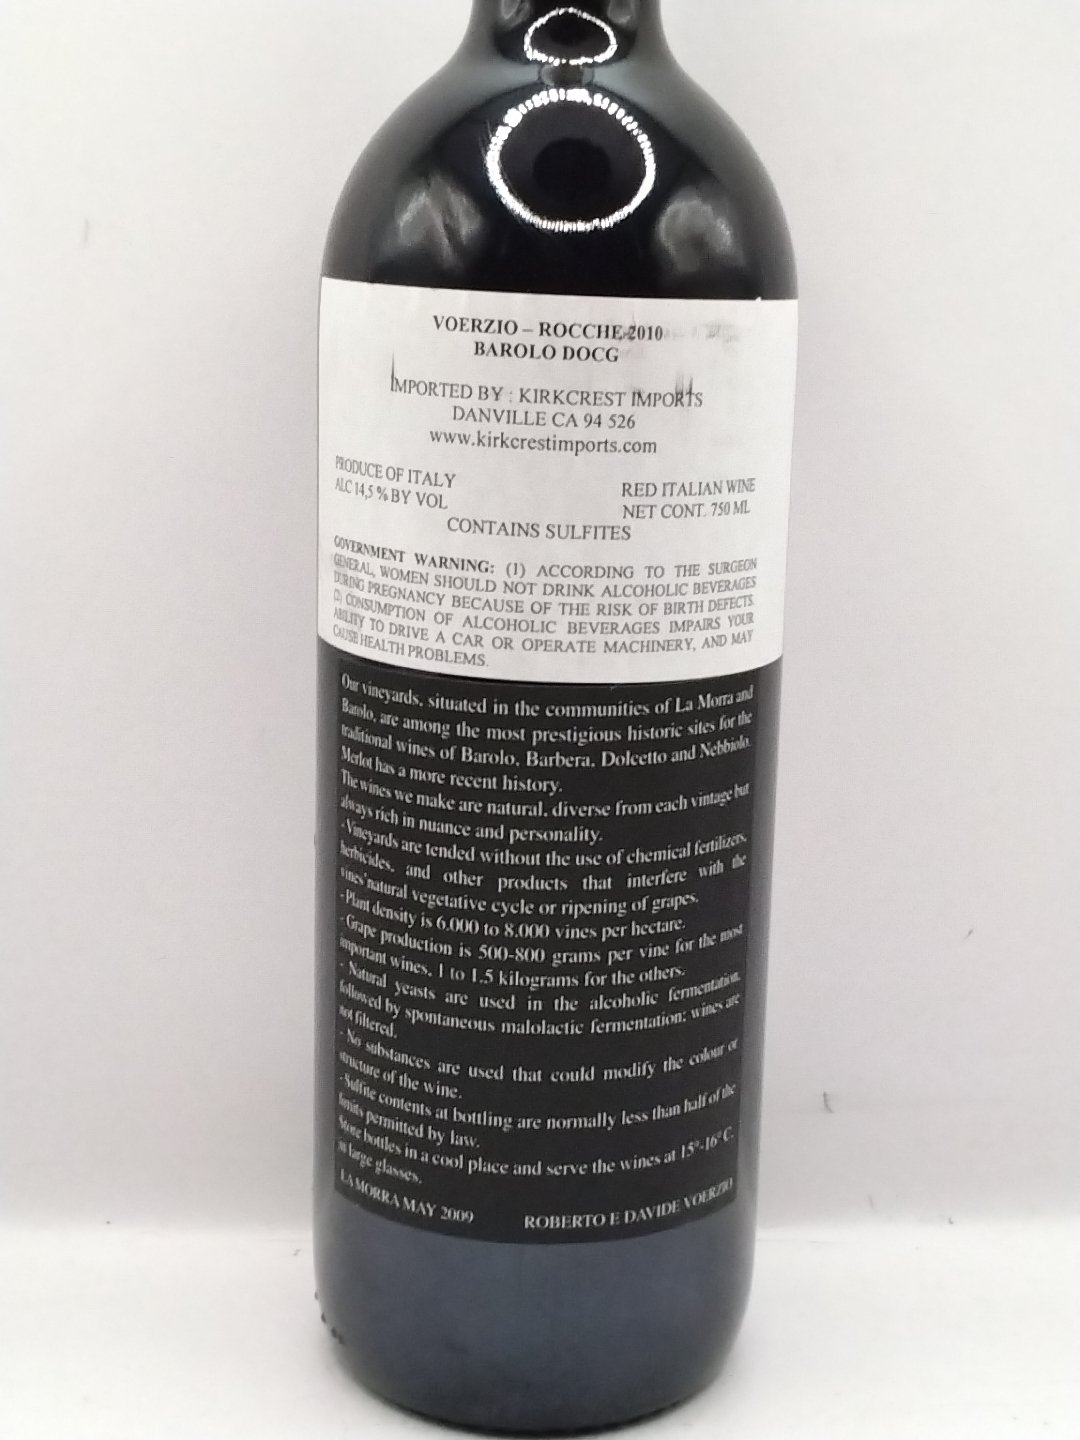 VOERZIO – ROCCHE 2010
BAROLO DOCG
IMPORTED BY : KIRKCREST IMPORTS
DANVILLE CA 94 526
www.kirkcrestimports.com
PRODUCE OF ITALY
ALC 14,5 % BY VOL
RED ITALIAN WINE
NET CONT. 750 ML
CONTAINS SULFITES
GOVERNMENT WARNING: (1) ACCORDING TO THE SURGEON
GENERAL, WOMEN SHOULD NOT DRINK ALCOHOLIC BEVERAGES
DURING PREGNANCY BECAUSE OF THE RISK OF BIRTH DEFECTS.
(2) CONSUMPTION OF ALCOHOLIC BEVERAGES IMPAIRS YOUR
ABILITY TO DRIVE A CAR OR OPERATE MACHINERY, AND MAY
CAUSE HEALTH PROBLEMS.
Our vineyards, situated in the communities of La Morra and
Barolo, are among the most prestigious historic sites for the
traditional wines of Barolo, Barbera, Dolcetto and Nebbiolo.
Merlot has a more recent history.
The wines we make are natural, diverse from each vintage but
always rich in nuance and personality.
- Vineyards are tended without the use of chemical fertilizers,
herbicides, and other products that interfere with the
vines' natural vegetative cycle or ripening of grapes.
- Plant density is 6.000 to 8.000 vines per hectare.
- Grape production is 500-800 grams per vine for the most
important wines, 1 to 1.5 kilograms for the others.
- Natural yeasts are used in the alcoholic fermentation,
followed by spontaneous malolactic fermentation; wines are
not filtered.
- No substances are used that could modify the colour or
structure of the wine.
- Sulfite contents at bottling are normally less than half of the
limits permitted by law.
Store bottles in a cool place and serve the wines at 15°-16° C.
in large glasses.
LA MORRA MAY 2009
ROBERTO E DAVIDE VOERZIO